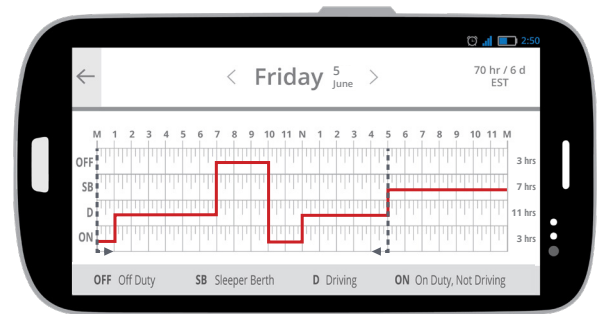 2:50
Friday 5 June
70 hr / 6 d
EST
M 1 2 3 4 5 6 7 8 9 10 11 N 1 2 3 4 5 6 7 8 9 10 11 M
OFF 3 hrs
SB 7 hrs
D 11 hrs
ON 3 hrs
OFF Off Duty SB Sleeper Berth D Driving ON On Duty, Not Driving